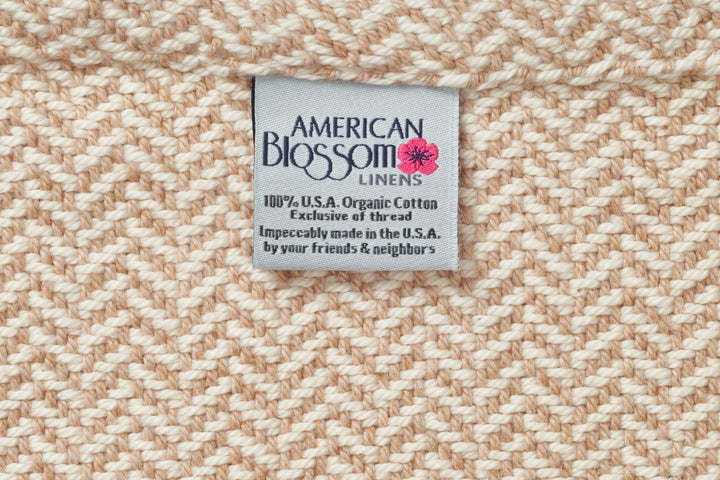 AMERICAN
Blossom
LINENS
100% U.S.A. Organic Cotton
Exclusive of thread
Impeccably made in the U.S.A.
by your friends & neighbors